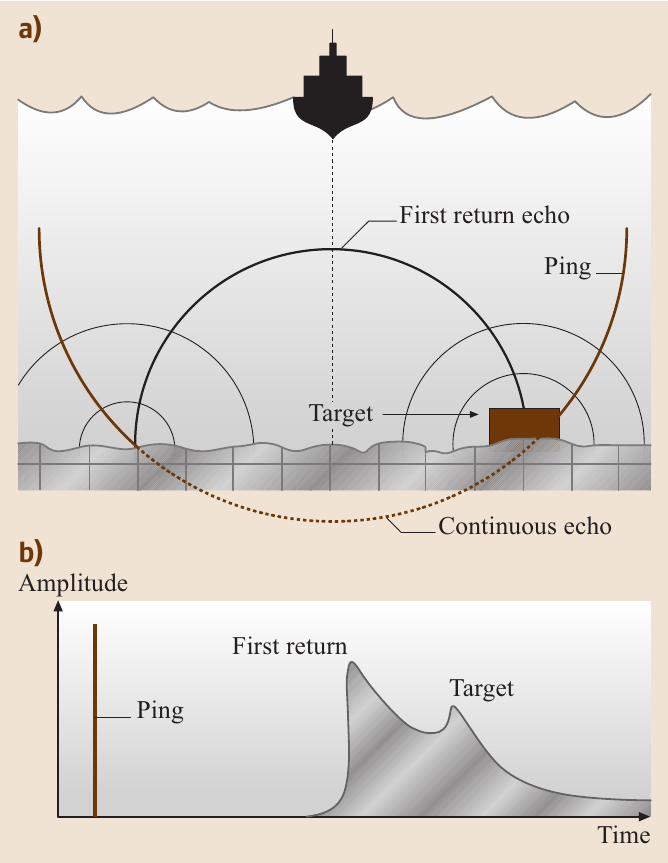 a)
First return echo
Ping
Target
Continuous echo
b)
Amplitude
First return
Target
Ping
Time